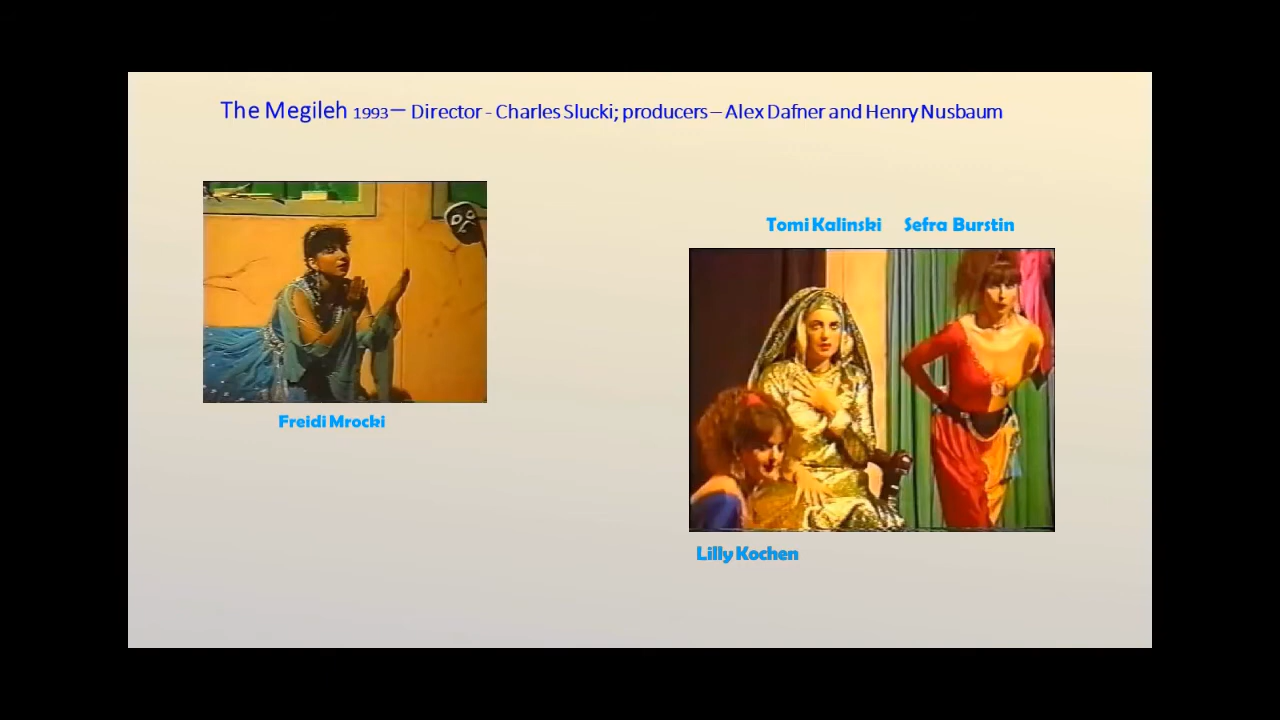 The Megileh 1993 — Director - Charles Slucki; producers – Alex Dafner and Henry Nusbaum
Tomi Kalinski Sefra Burstin
Freidi Mrocki
Lilly Kochen